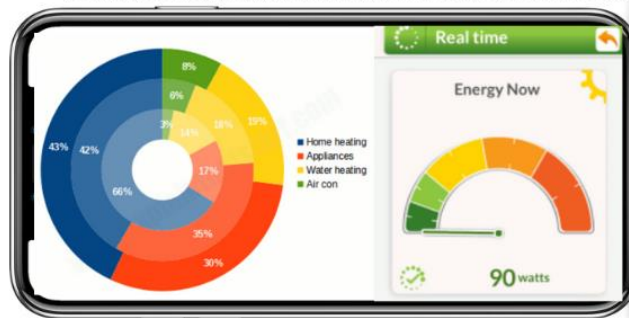 Real time
Energy Now
8%
6%
3%
19%
18%
14%
43%
42%
66%
17%
35%
30%
Home heating
Appliances
Water heating
Air con
90 watts